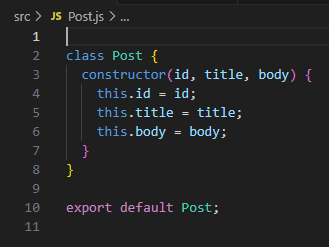 src > JS Post.js > ...
1
2 class Post {
3   constructor(id, title, body) {
4     this.id = id;
5     this.title = title;
6     this.body = body;
7   }
8 }
9
10 export default Post;
11